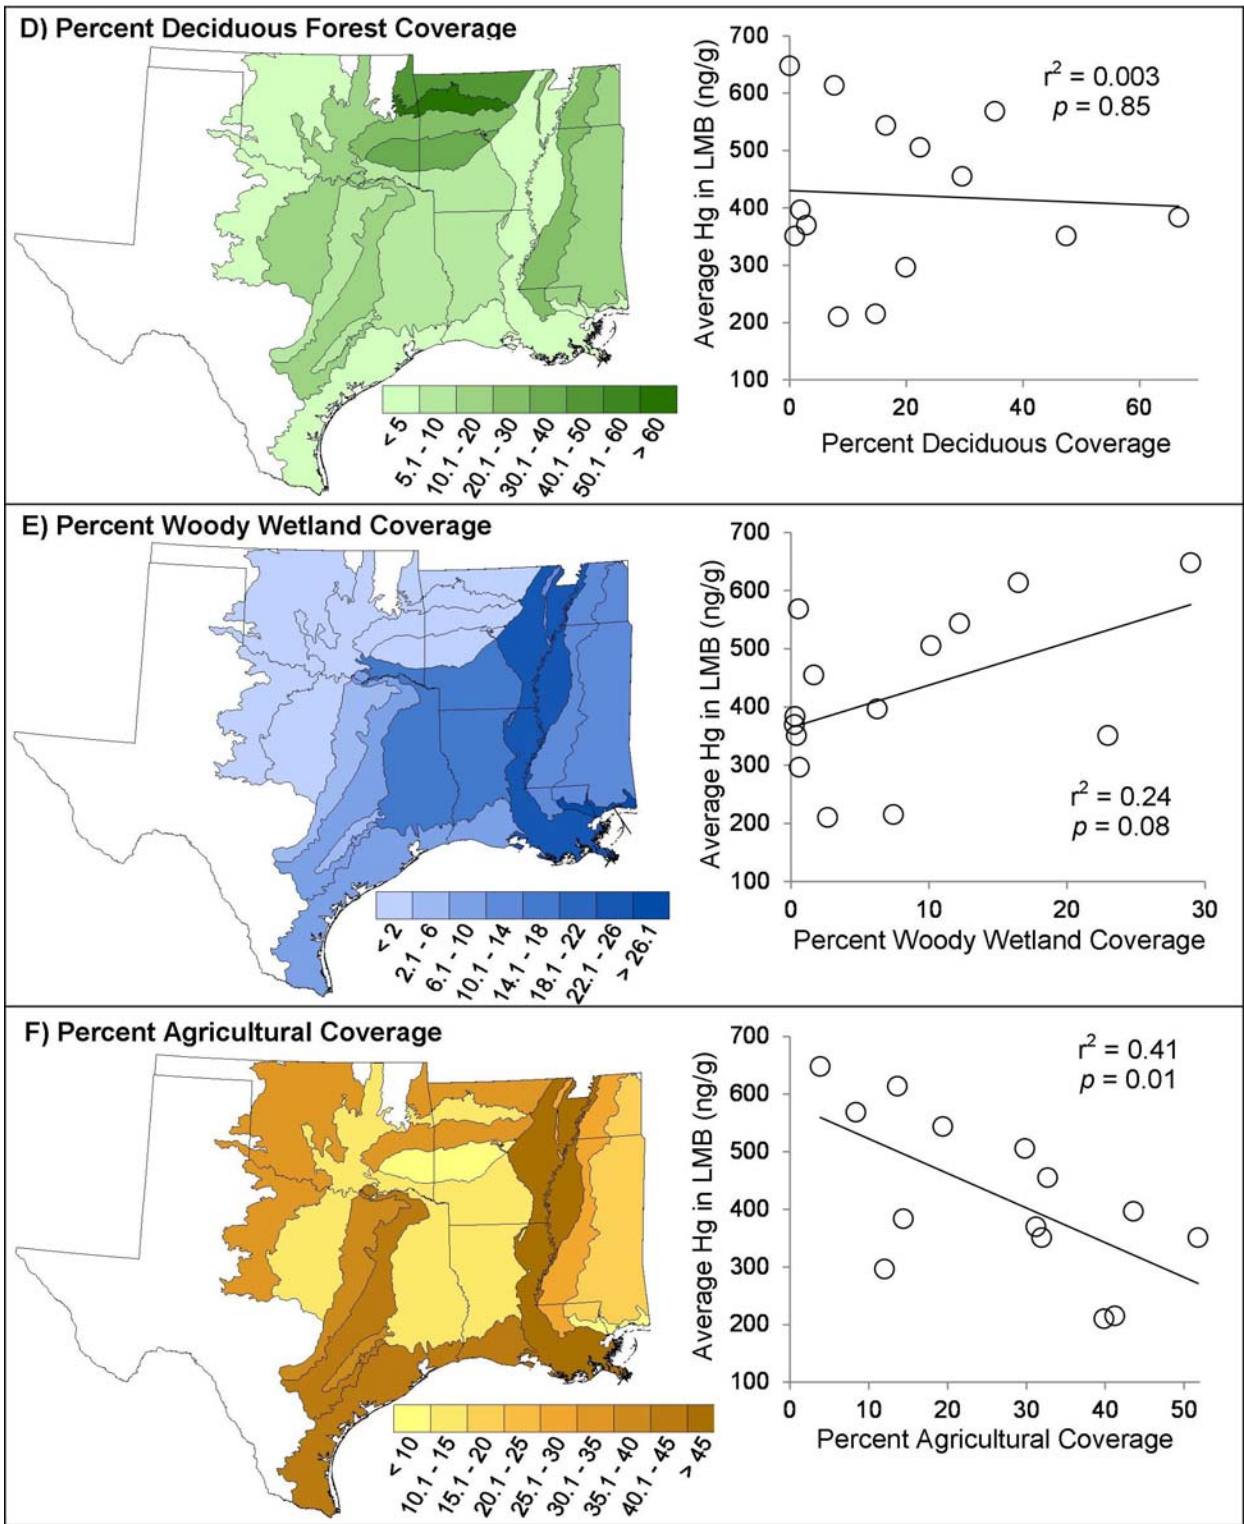 D) Percent Deciduous Forest Coverage
< 5
5.1 - 10
10.1 - 20
20.1 - 30
30.1 - 40
40.1 - 50
50.1 - 60
> 60
700
600
500
400
300
200
100
Average Hg in LMB (ng/g)
r² = 0.003
p = 0.85
0 20 40 60
Percent Deciduous Coverage
E) Percent Woody Wetland Coverage
< 2
2.1 - 6
6.1 - 10
10.1 - 14
14.1 - 18
18.1 - 22
22.1 - 26
> 26.1
700
600
500
400
300
200
100
Average Hg in LMB (ng/g)
r² = 0.24
p = 0.08
0 10 20 30
Percent Woody Wetland Coverage
F) Percent Agricultural Coverage
< 10
10.1 - 15
15.1 - 20
20.1 - 25
25.1 - 30
30.1 - 35
35.1 - 40
40.1 - 45
> 45
700
600
500
400
300
200
100
Average Hg in LMB (ng/g)
r² = 0.41
p = 0.01
0 10 20 30 40 50
Percent Agricultural Coverage